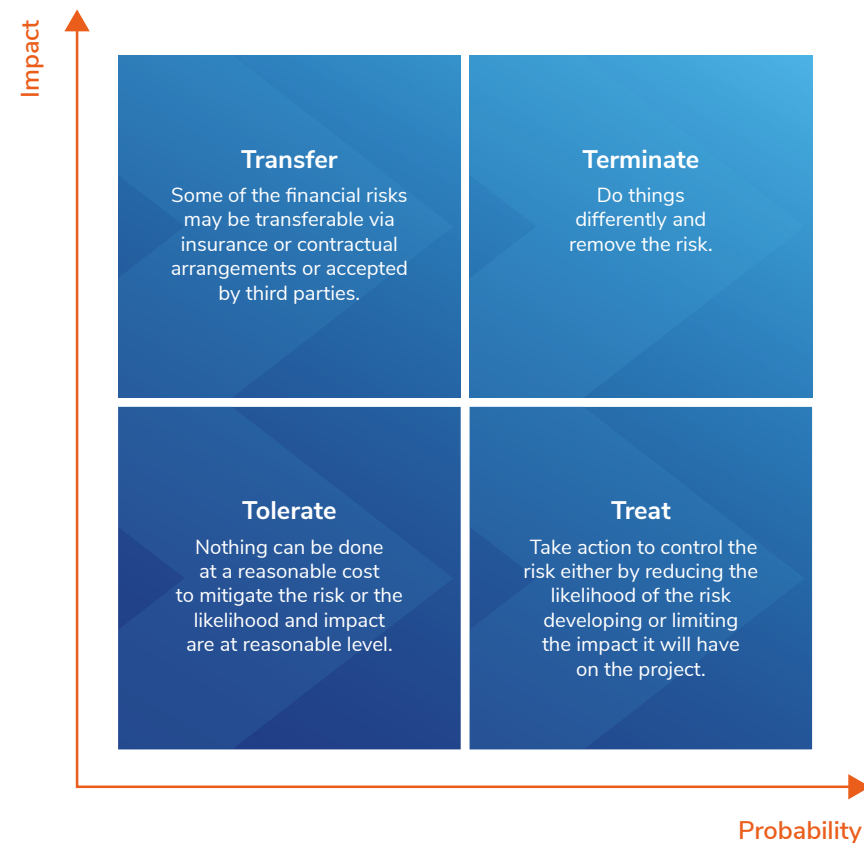 Impact
Transfer
Some of the financial risks
may be transferable via
insurance or contractual
arrangements or accepted
by third parties.
Terminate
Do things
differently and
remove the risk.
Tolerate
Nothing can be done
at a reasonable cost
to mitigate the risk or the
likelihood and impact
are at reasonable level.
Treat
Take action to control the
risk either by reducing the
likelihood of the risk
developing or limiting
the impact it will have
on the project.
Probability